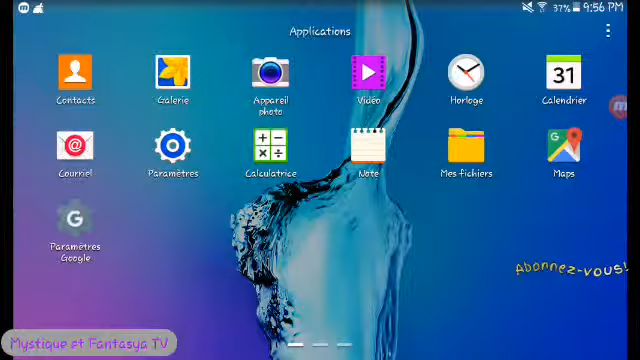 37% 9:56 PM
Applications
Contacts
Galerie
Appareil
photo
Vidéo
Horloge
31
Calendrier
Courriel
Paramètres
Calculatrice
Note
Mes fichiers
G
Maps
G
Paramètres
Google
Abonnez-vous!
Mystique et Fantasya TV